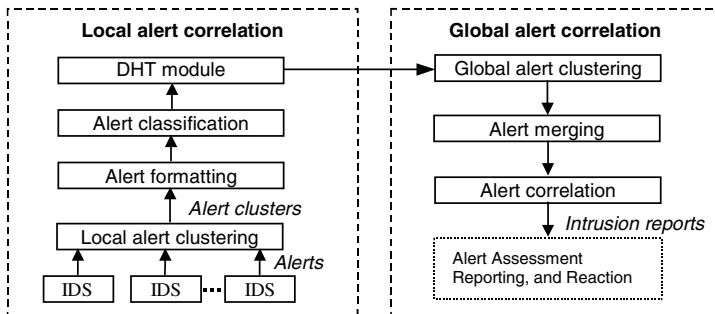 Local alert correlation
DHT module
Alert classification
Alert formatting
Alert clusters
Local alert clustering
Alerts
IDS
IDS
IDS
Global alert correlation
Global alert clustering
Alert merging
Alert correlation
Intrusion reports
Alert Assessment
Reporting, and Reaction